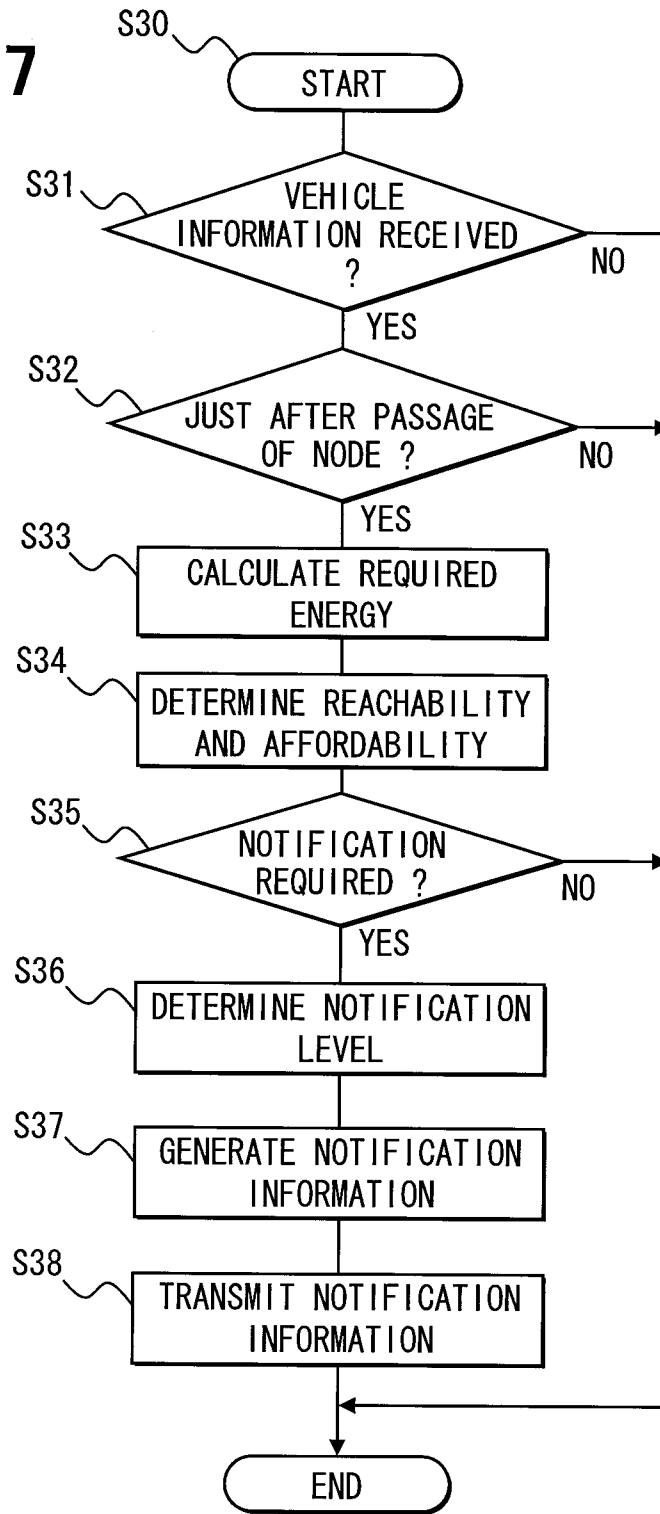 7
S30
START
S31
VEHICLE
INFORMATION RECEIVED
?
NO
YES
S32
JUST AFTER PASSAGE
OF NODE ?
NO
YES
S33
CALCULATE REQUIRED
ENERGY
S34
DETERMINE REACHABILITY
AND AFFORDABILITY
S35
NOTIFICATION
REQUIRED ?
NO
YES
S36
DETERMINE NOTIFICATION
LEVEL
S37
GENERATE NOTIFICATION
INFORMATION
S38
TRANSMIT NOTIFICATION
INFORMATION
END